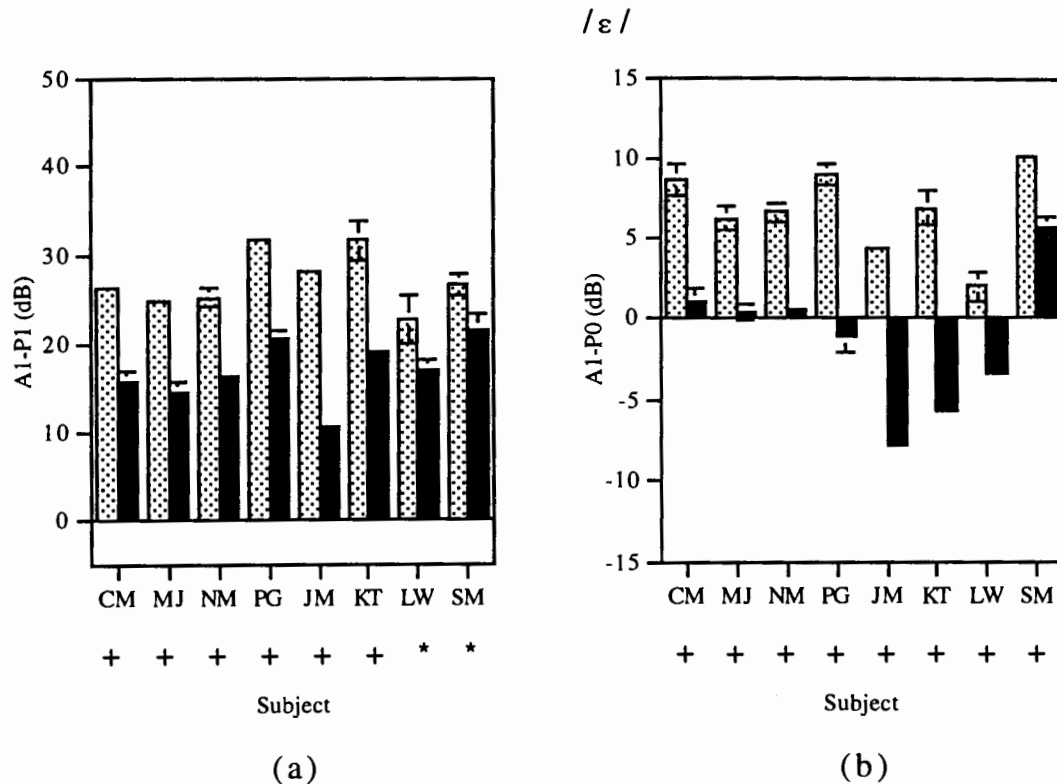 /ε/
50
40
30
20
10
0
A1-P1 (dB)
CM MJ NM PG JM KT LW SM
+ + + + + + * *
Subject
(a)
15
10
5
0
-5
-10
-15
A1-P0 (dB)
CM MJ NM PG JM KT LW SM
+ + + + + + + +
Subject
(b)